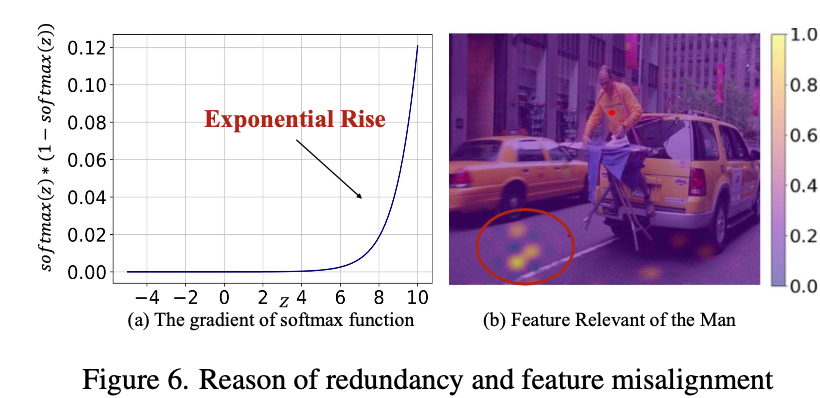 softmax(z) * (1 − softmax(z))
0.12
0.10
0.08
0.06
0.04
0.02
0.00
Exponential Rise
−4 −2 0 2 z 4 6 8 10
(a) The gradient of softmax function
1.0
0.8
0.6
0.4
0.2
0.0
(b) Feature Relevant of the Man
Figure 6. Reason of redundancy and feature misalignment